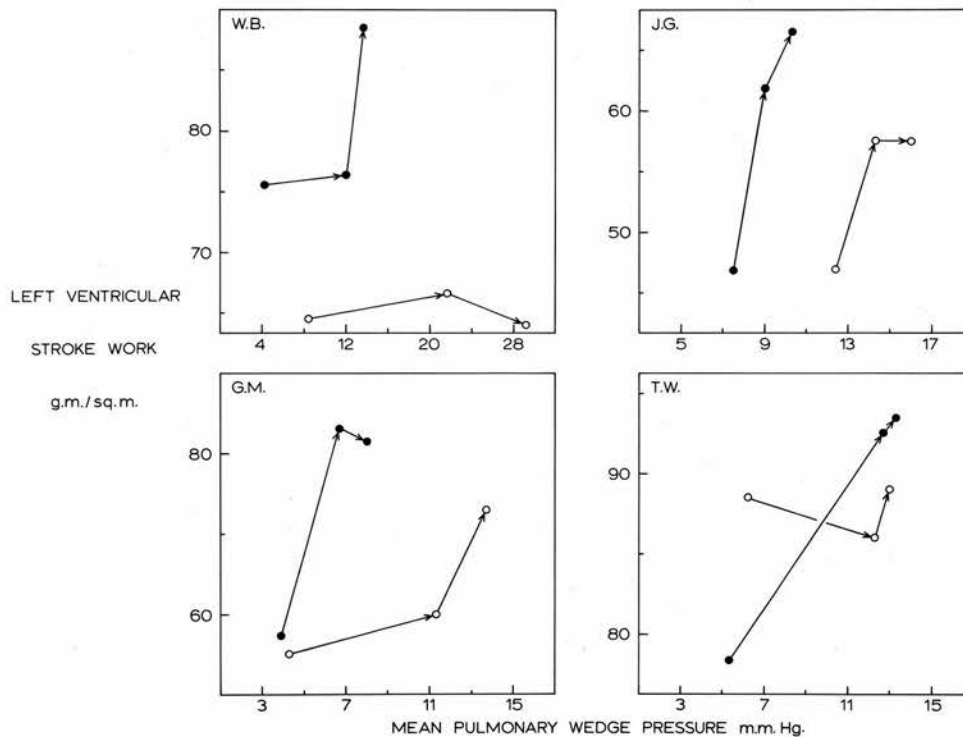 W.B.
80
70
4 12 20 28
J.G.
60
50
5 9 13 17
LEFT VENTRICULAR
STROKE WORK
g.m./sq.m.
G.M.
80
60
3 7 11 15
T.W.
90
80
3 7 11 15
MEAN PULMONARY WEDGE PRESSURE m.m. Hg.